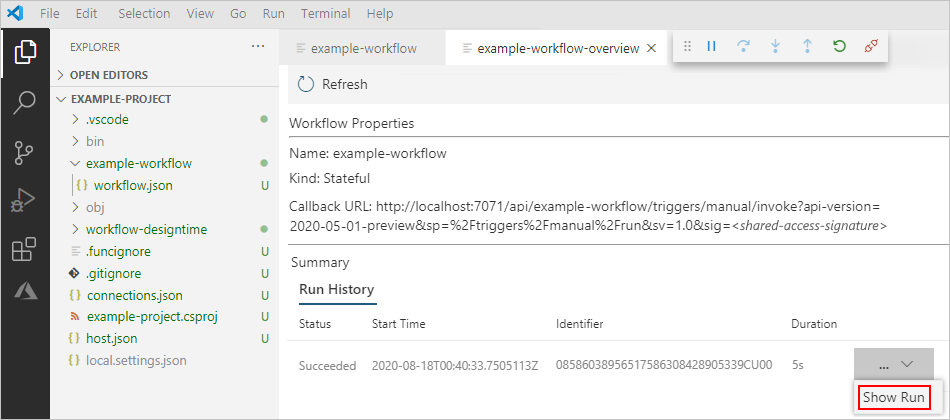 File Edit View Go Run Terminal Help
EXPLORER ...
example-workflow
example-workflow-overview
OPEN EDITORS
EXAMPLE-PROJECT
.vscode
bin
example-workflow
workflow.json U
obj
workflow-designtime
.funcignore U
.gitignore U
connections.json U
example-project.csproj U
host.json U
local.settings.json
Refresh
Workflow Properties
Name: example-workflow
Kind: Stateful
Callback URL: http://localhost:7071/api/example-workflow/triggers/manual/invoke?api-version=
2020-05-01-preview&sp=%2Ftriggers%2Fmanual%2Frun&sv=1.0&sig=<shared-access-signature>
Summary
Run History
Status Start Time Identifier Duration
Succeeded 2020-08-18T00:40:33.7505113Z 08586038956517586308428905339CU00 5s ...
Show Run